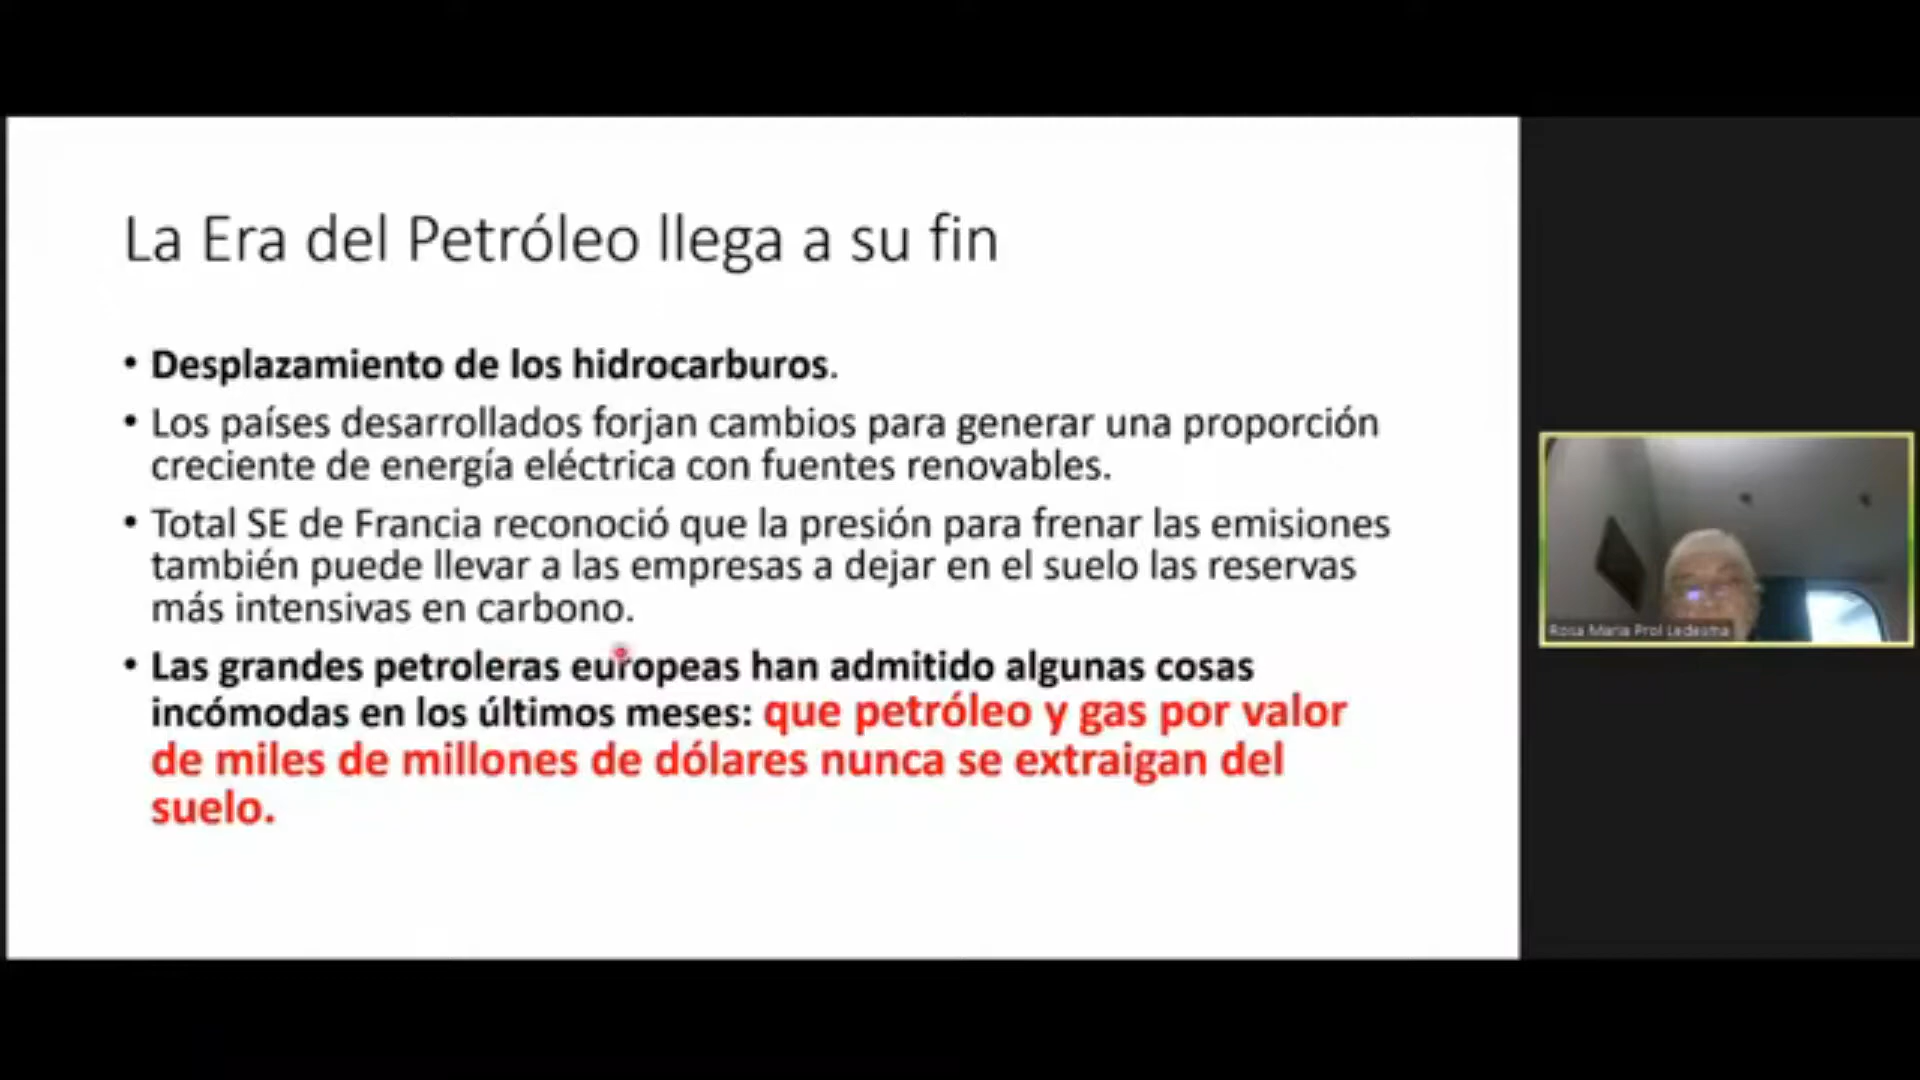 La Era del Petróleo llega a su fin
• Desplazamiento de los hidrocarburos.
• Los países desarrollados forjan cambios para generar una proporción
creciente de energía eléctrica con fuentes renovables.
• Total SE de Francia reconoció que la presión para frenar las emisiones
también puede llevar a las empresas a dejar en el suelo las reservas
más intensivas en carbono.
• Las grandes petroleras europeas han admitido algunas cosas
incómodas en los últimos meses: que petróleo y gas por valor
de miles de millones de dólares nunca se extraigan del
suelo.
Rosa Maria Prol Ledesma